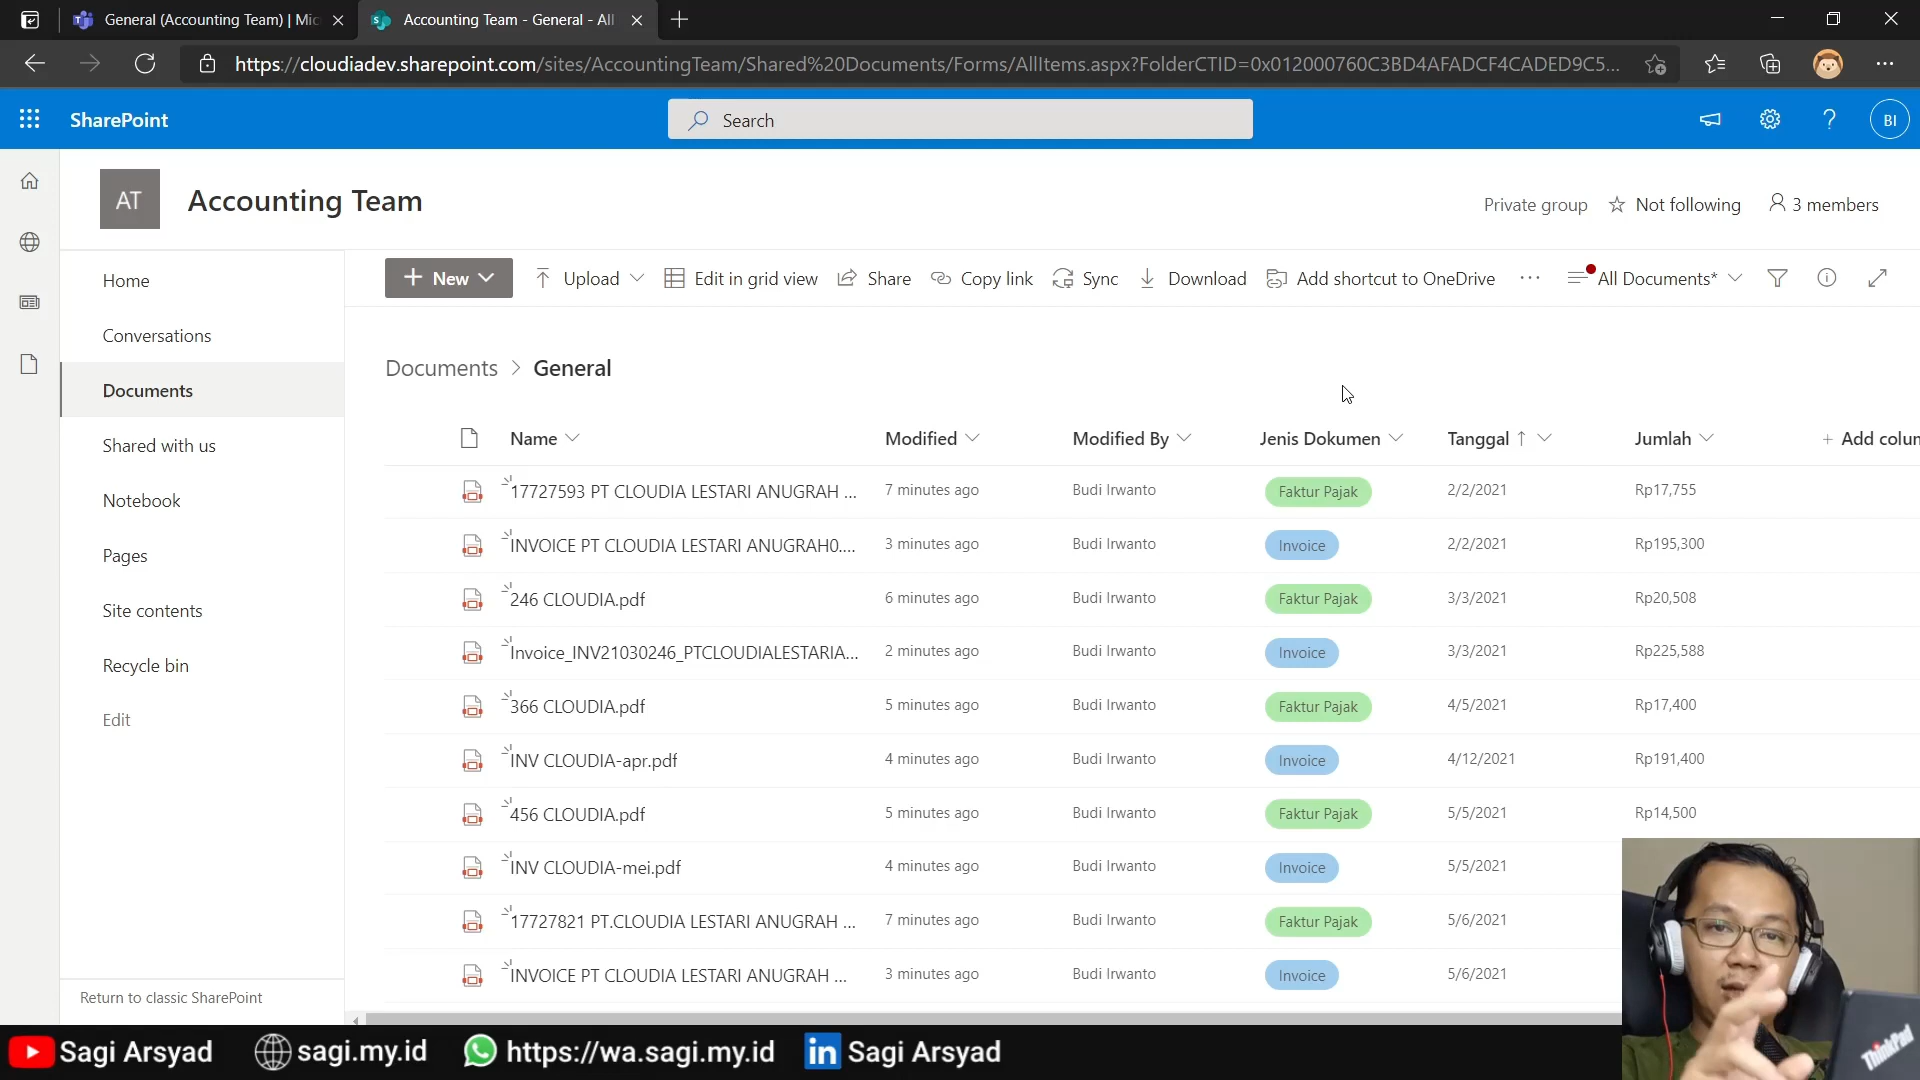 General (Accounting Team) | Mic
Accounting Team - General - All
https://cloudiadev.sharepoint.com/sites/AccountingTeam/Shared%20Documents/Forms/AllItems.aspx?FolderCTID=0x012000760C3BD4AFADCF4CADED9C5...
SharePoint
Search
BI
AT
Accounting Team
Private group
Not following
3 members
Home
Conversations
Documents
Shared with us
Notebook
Pages
Site contents
Recycle bin
Edit
Return to classic SharePoint
New Upload Edit in grid view Share Copy link Sync Download Add shortcut to OneDrive ... All Documents*
Documents > General
Name Modified Modified By Jenis Dokumen Tanggal ↑ Jumlah + Add colun
17727593 PT CLOUDIA LESTARI ANUGRAH ... 7 minutes ago Budi Irwanto Faktur Pajak 2/2/2021 Rp17,755
INVOICE PT CLOUDIA LESTARI ANUGRAH0.... 3 minutes ago Budi Irwanto Invoice 2/2/2021 Rp195,300
246 CLOUDIA.pdf 6 minutes ago Budi Irwanto Faktur Pajak 3/3/2021 Rp20,508
Invoice_INV21030246_PTCLOUDIALESTARIA... 2 minutes ago Budi Irwanto Invoice 3/3/2021 Rp225,588
366 CLOUDIA.pdf 5 minutes ago Budi Irwanto Faktur Pajak 4/5/2021 Rp17,400
INV CLOUDIA-apr.pdf 4 minutes ago Budi Irwanto Invoice 4/12/2021 Rp191,400
456 CLOUDIA.pdf 5 minutes ago Budi Irwanto Faktur Pajak 5/5/2021 Rp14,500
INV CLOUDIA-mei.pdf 4 minutes ago Budi Irwanto Invoice 5/5/2021
17727821 PT.CLOUDIA LESTARI ANUGRAH ... 7 minutes ago Budi Irwanto Faktur Pajak 5/6/2021
INVOICE PT CLOUDIA LESTARI ANUGRAH ... 3 minutes ago Budi Irwanto Invoice 5/6/2021
ThinkPad
Sagi Arsyad sagi.my.id https://wa.sagi.my.id in Sagi Arsyad